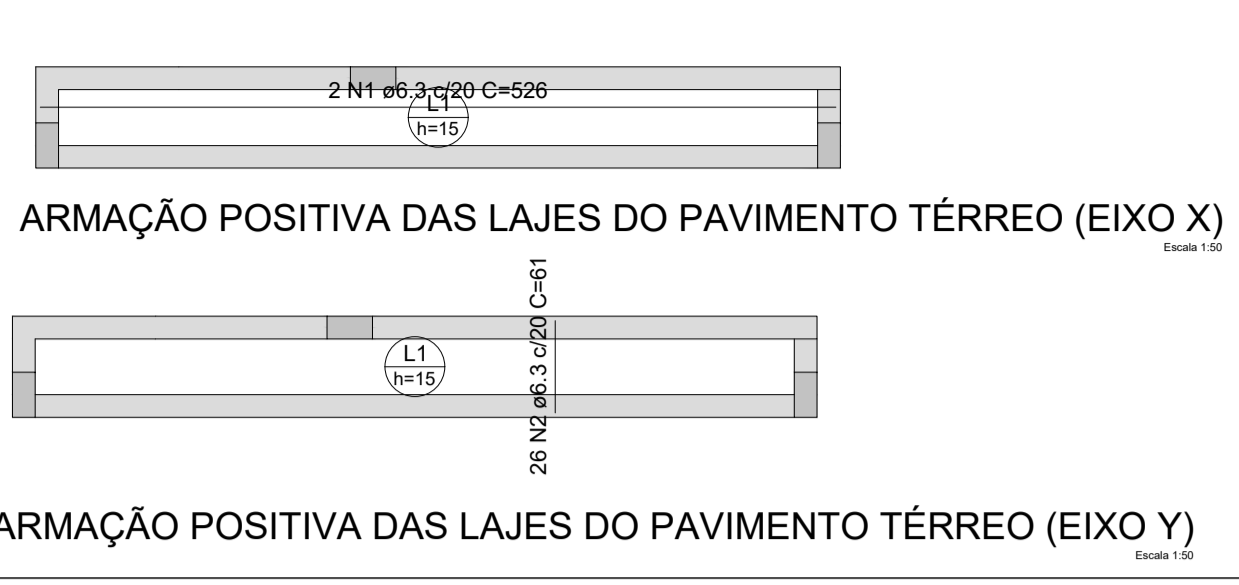 2 N1 ø6.3 c/20 C=526
L1
h=15
ARMAÇÃO POSITIVA DAS LAJES DO PAVIMENTO TÉRREO (EIXO X)
Escala 1:50
26 N2 ø6.3 c/20 C=61
L1
h=15
ARMAÇÃO POSITIVA DAS LAJES DO PAVIMENTO TÉRREO (EIXO Y)
Escala 1:50